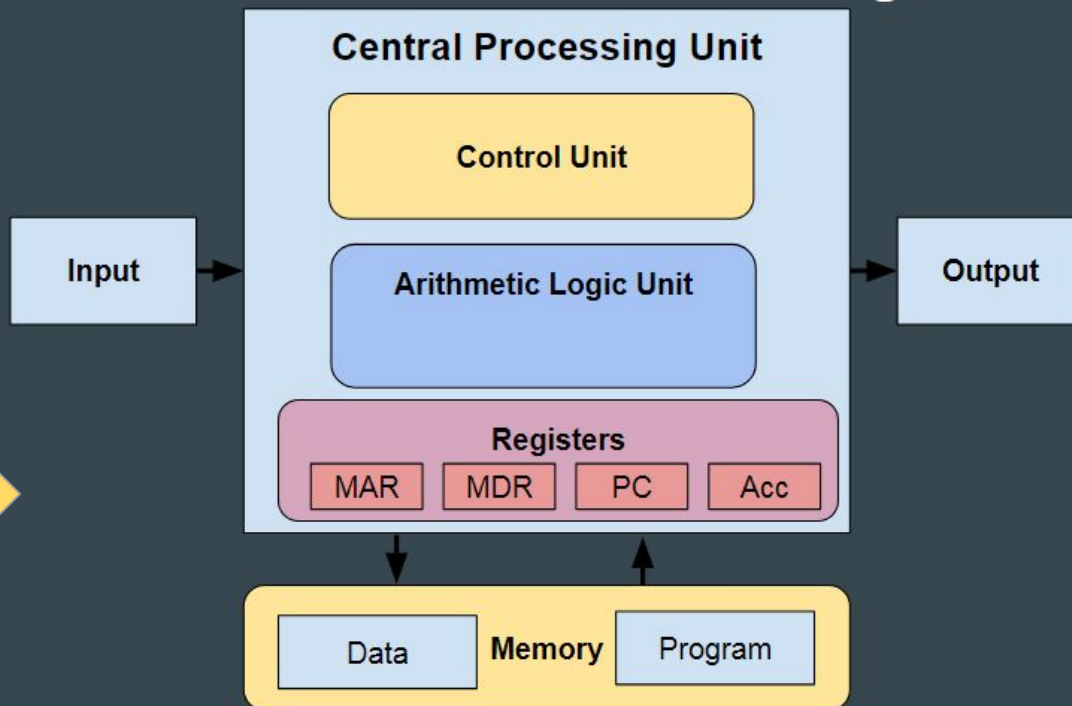 Central Processing Unit
Control Unit
Input
Arithmetic Logic Unit
Output
Registers
MAR MDR PC Acc
Data Memory Program